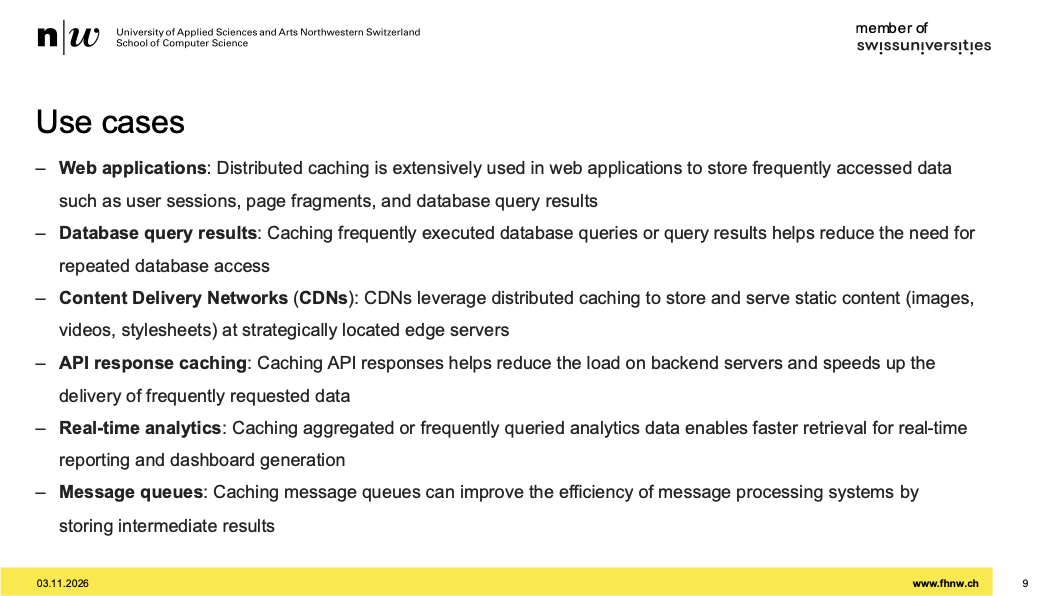 n|w University of Applied Sciences and Arts Northwestern Switzerland
School of Computer Science
member of
swissuniversities
Use cases
– Web applications: Distributed caching is extensively used in web applications to store frequently accessed data
such as user sessions, page fragments, and database query results
– Database query results: Caching frequently executed database queries or query results helps reduce the need for
repeated database access
– Content Delivery Networks (CDNs): CDNs leverage distributed caching to store and serve static content (images,
videos, stylesheets) at strategically located edge servers
– API response caching: Caching API responses helps reduce the load on backend servers and speeds up the
delivery of frequently requested data
– Real-time analytics: Caching aggregated or frequently queried analytics data enables faster retrieval for real-time
reporting and dashboard generation
– Message queues: Caching message queues can improve the efficiency of message processing systems by
storing intermediate results
03.11.2026 www.fhnw.ch 9